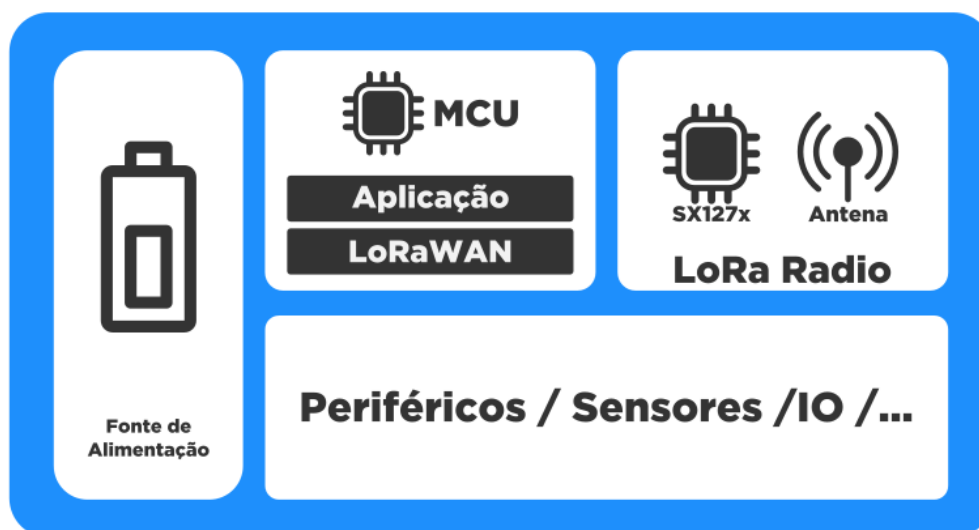 MCU
Aplicação
LoRaWAN
SX127x
Antena
LoRa Radio
Fonte de
Alimentação
Periféricos / Sensores /IO /...